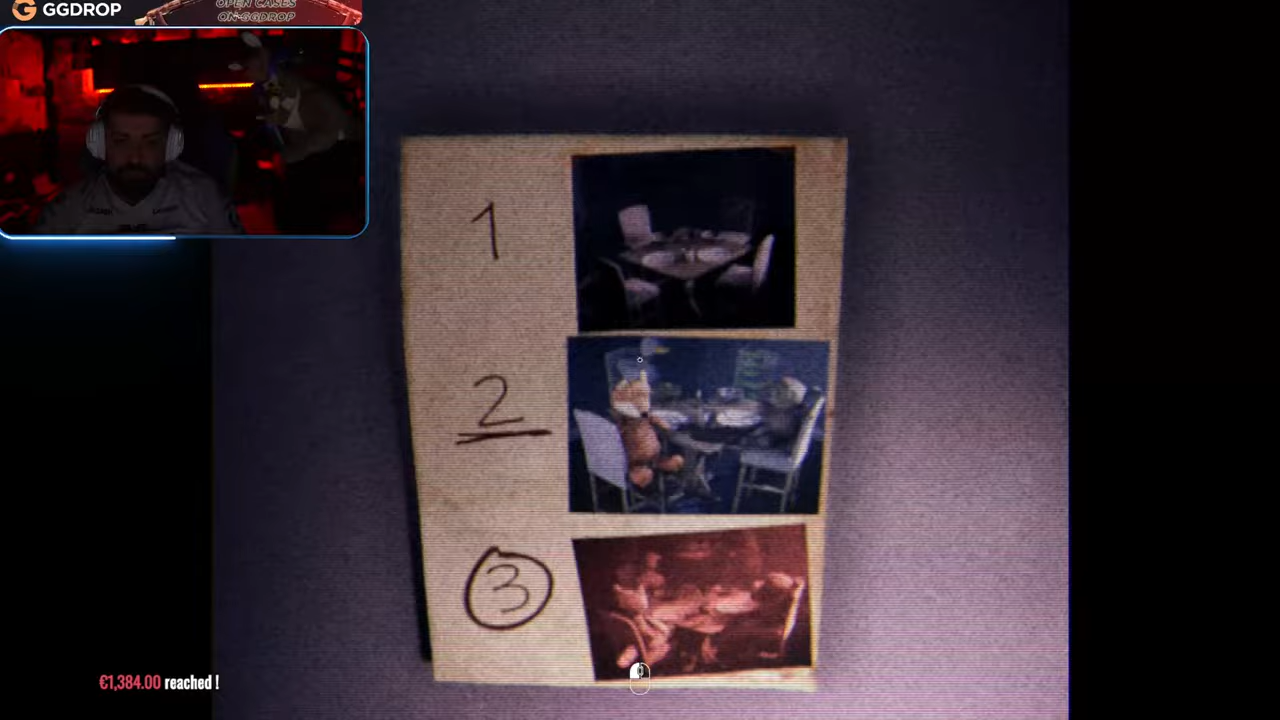 GGDROP
OPEN CASES
ON GGDROP
1
2
3
€1,384.00 reached !